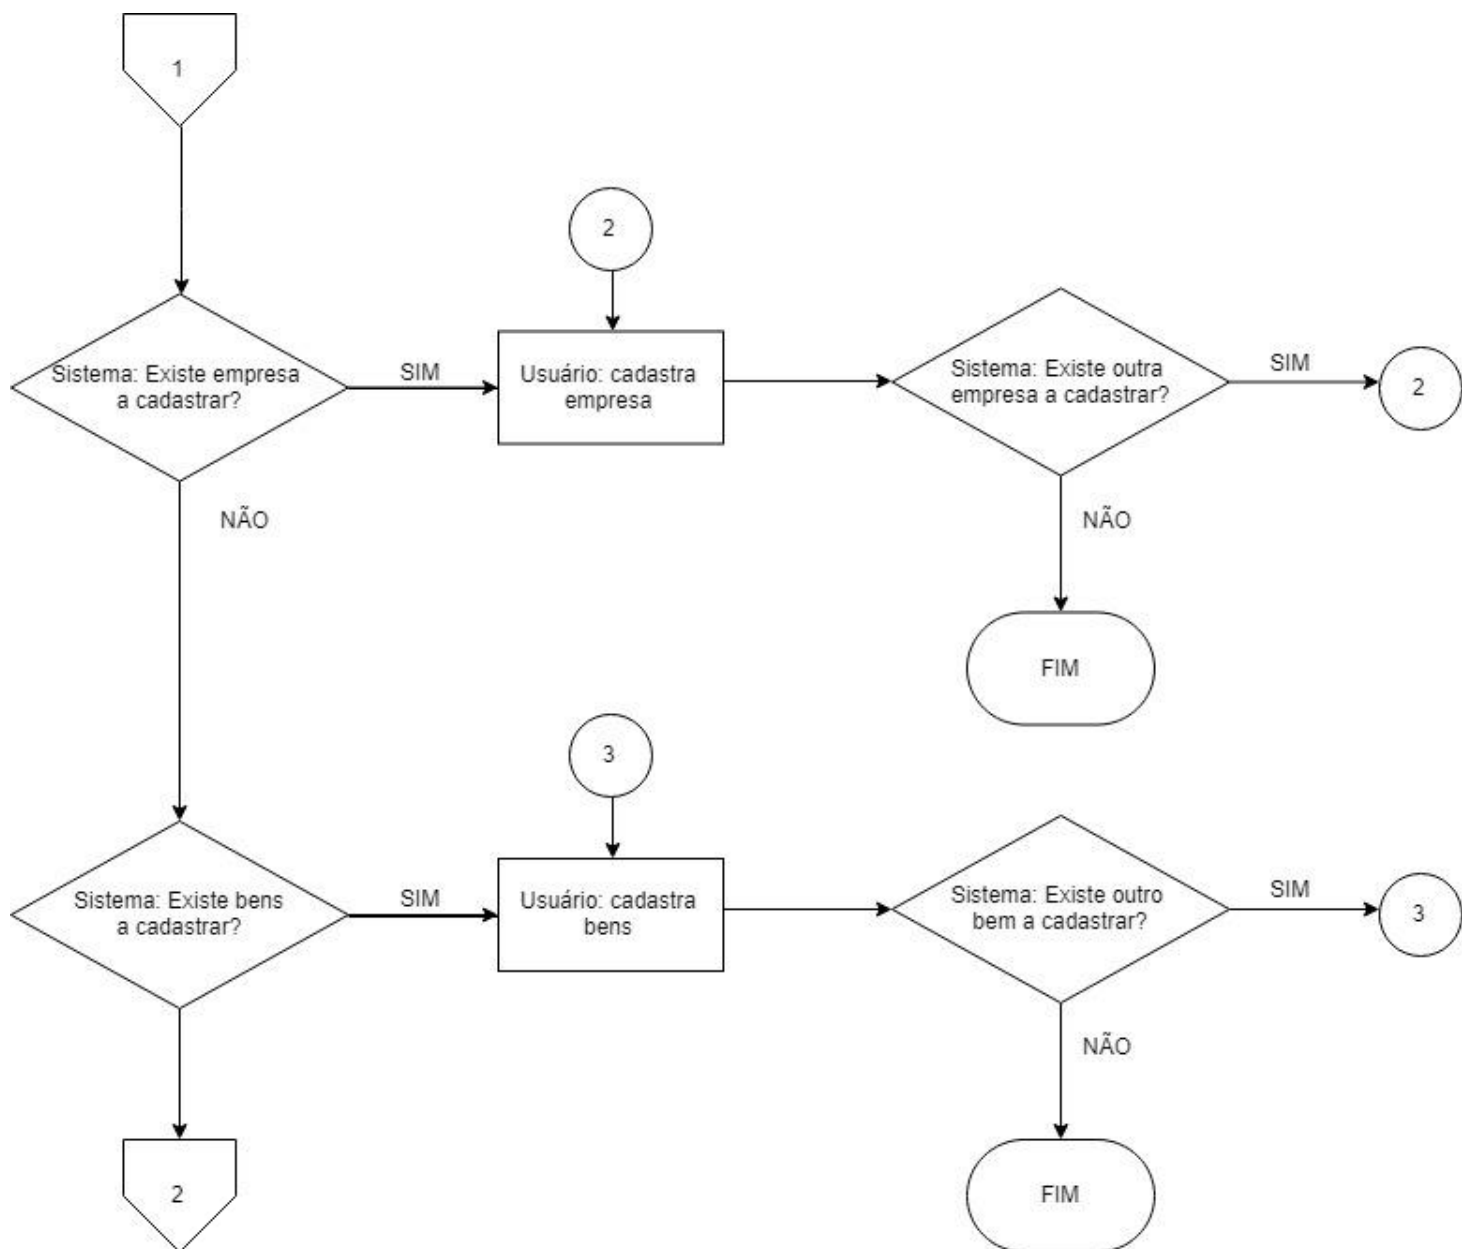 1
2
Sistema: Existe empresa
a cadastrar?
SIM
Usuário: cadastra
empresa
Sistema: Existe outra
empresa a cadastrar?
SIM
2
NÃO
NÃO
FIM
3
Sistema: Existe bens
a cadastrar?
SIM
Usuário: cadastra
bens
Sistema: Existe outro
bem a cadastrar?
SIM
3
NÃO
2
FIM